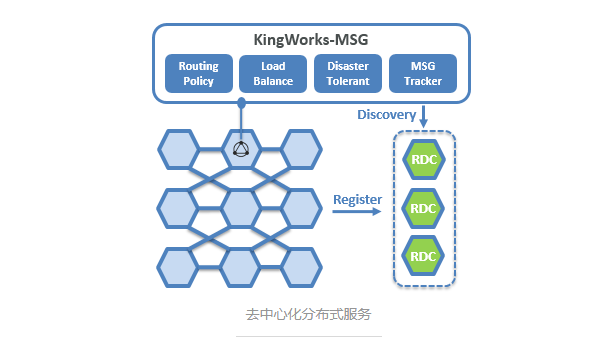 KingWorks-MSG
Routing
Policy
Load
Balance
Disaster
Tolerant
MSG
Tracker
Discovery
RDC
Register
RDC
RDC
去中心化分布式服务